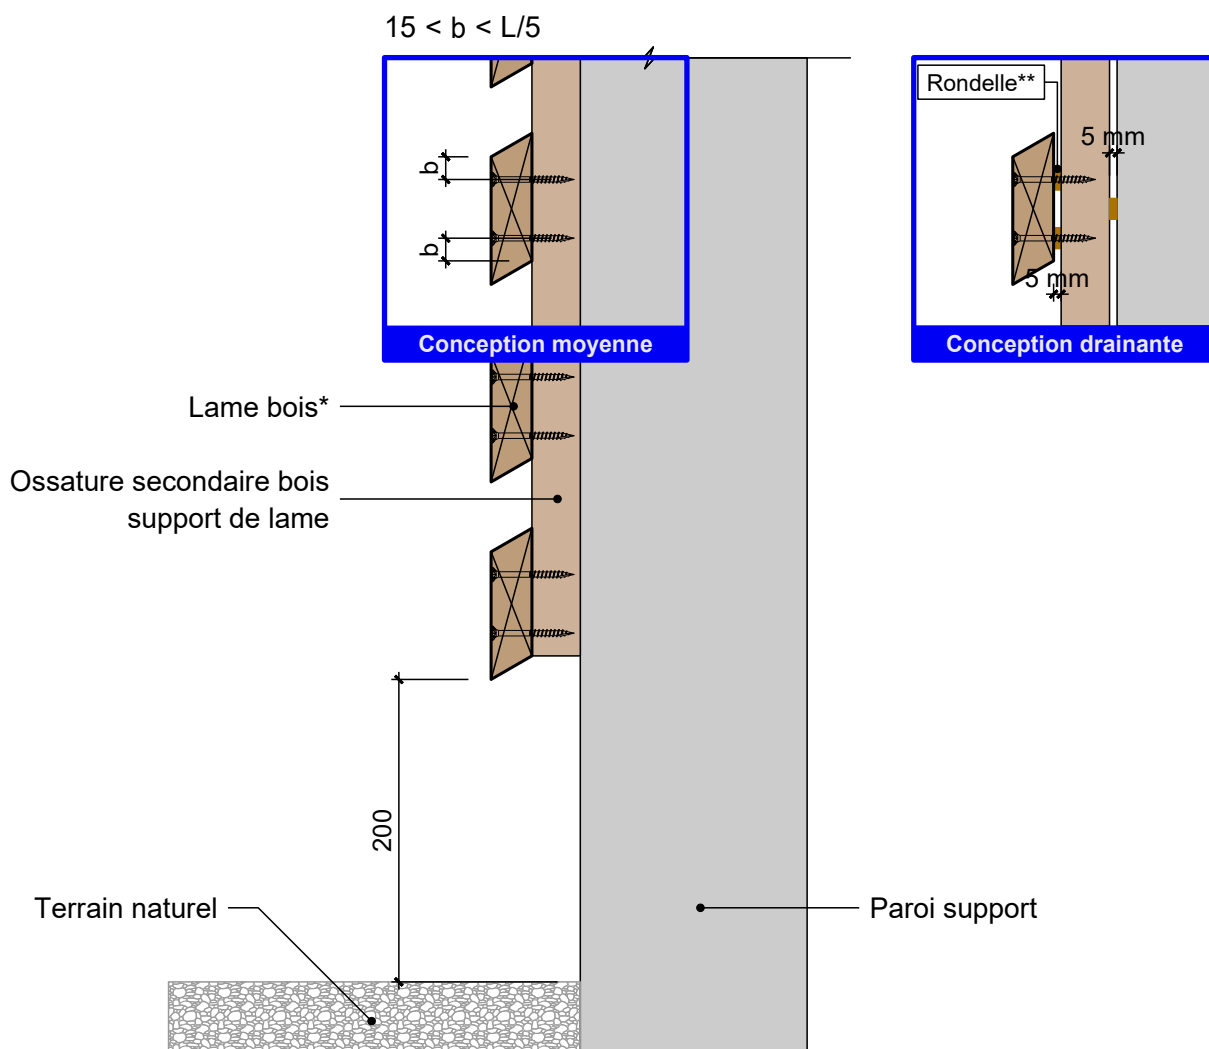 15 < b < L/5
Rondelle**
5 mm
b
b
5 mm
Conception moyenne
Conception drainante
Lame bois*
Ossature secondaire bois
support de lame
200
Terrain naturel
Paroi support